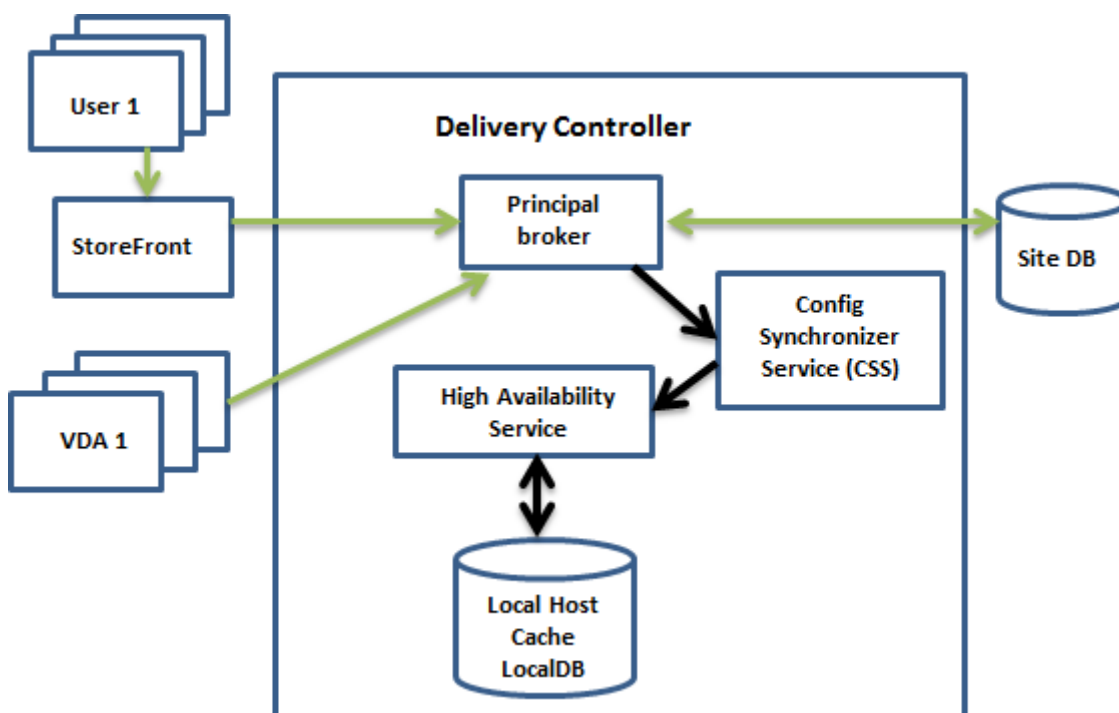 User 1
Delivery Controller
StoreFront
Principal
broker
Site DB
Config
Synchronizer
Service (CSS)
High Availability
Service
VDA 1
Local Host
Cache
LocalDB